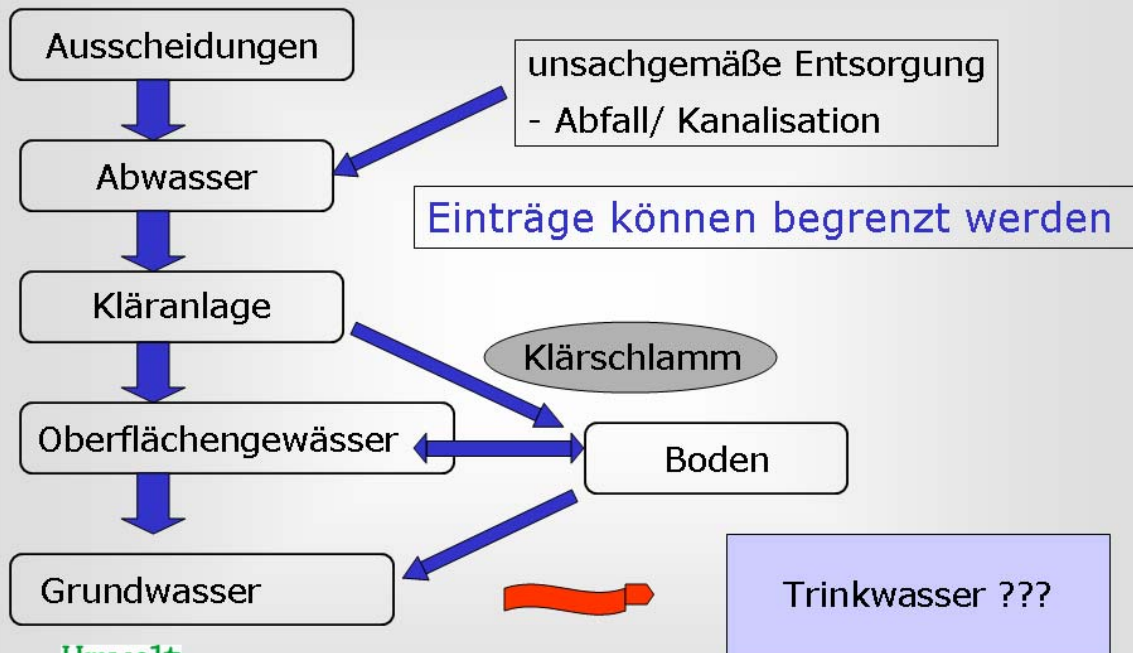 Ausscheidungen
unsachgemäße Entsorgung
- Abfall/ Kanalisation
Abwasser
Einträge können begrenzt werden
Kläranlage
Klärschlamm
Oberflächengewässer
Boden
Grundwasser
Trinkwasser ???